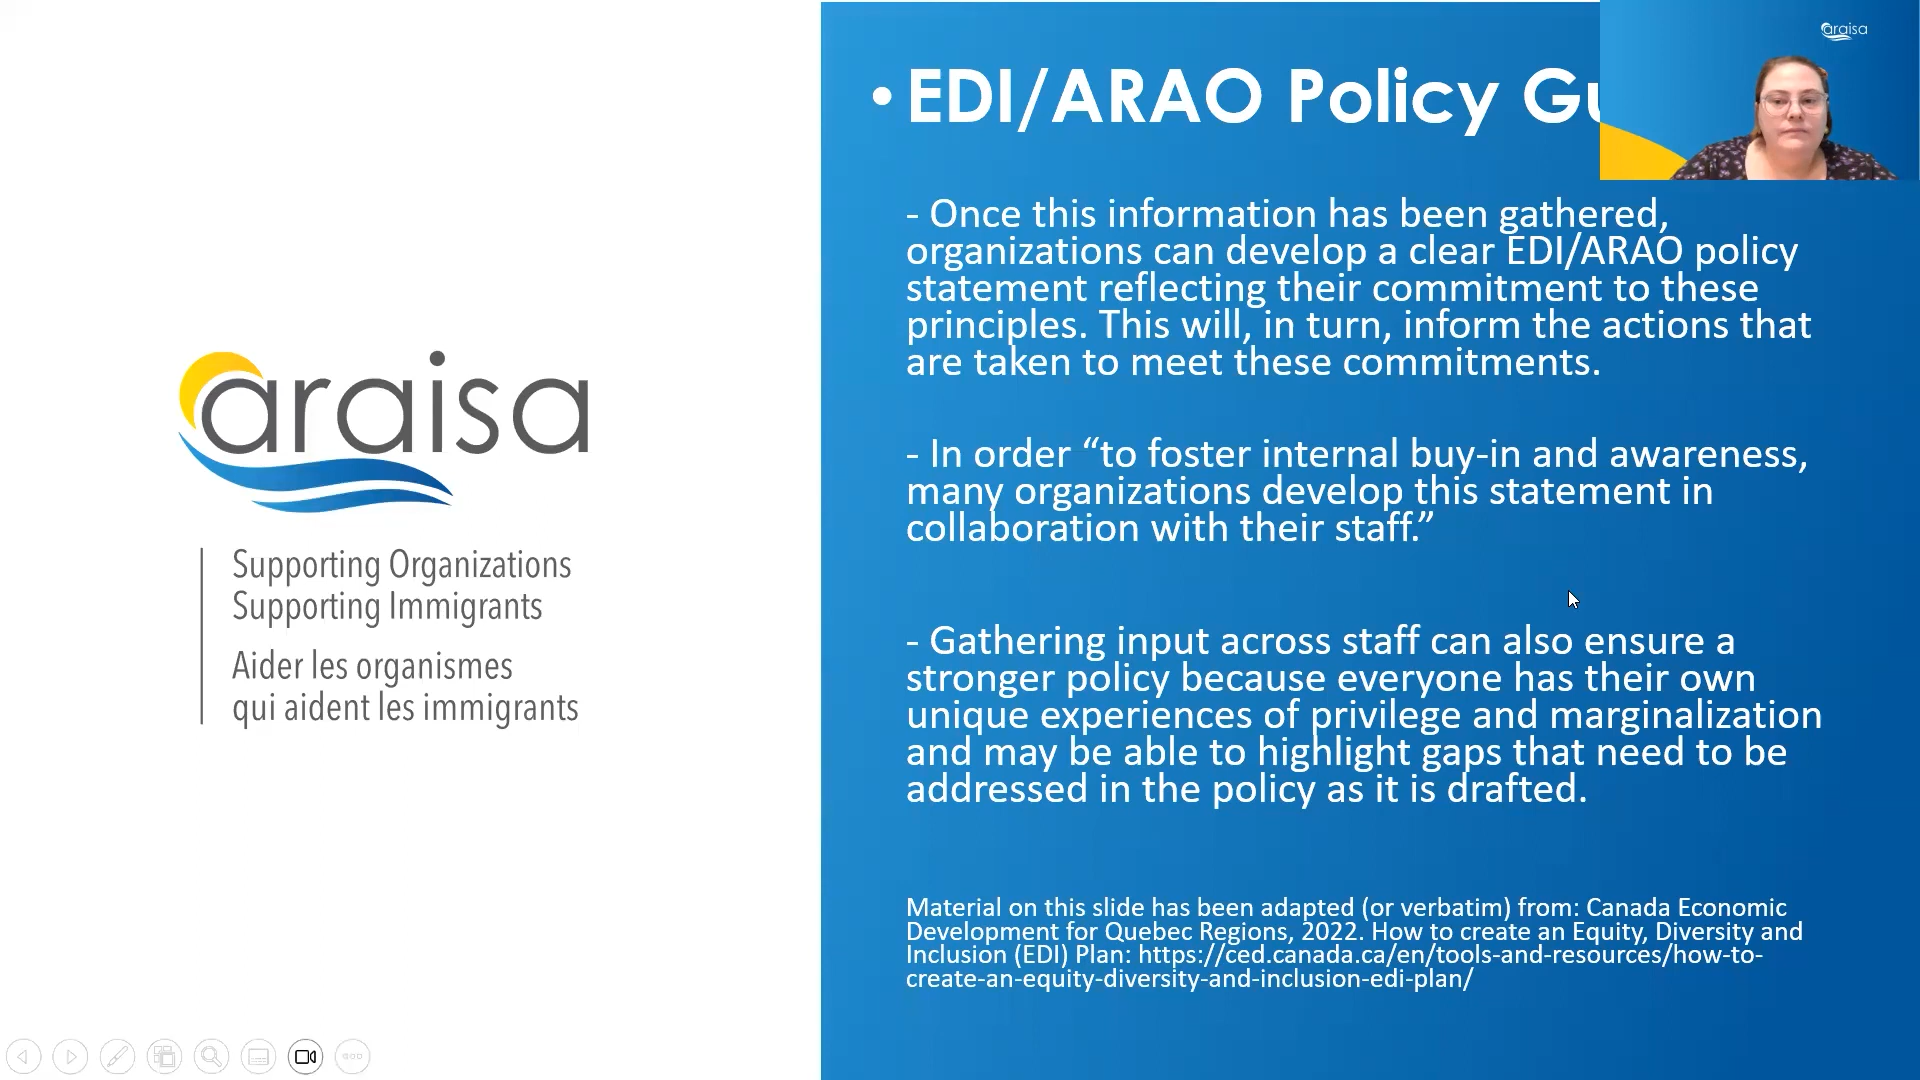 araisa
Supporting Organizations
Supporting Immigrants
Aider les organismes
qui aident les immigrants
• EDI/ARAO Policy
araisa
- Once this information has been gathered,
organizations can develop a clear EDI/ARAO policy
statement reflecting their commitment to these
principles. This will, in turn, inform the actions that
are taken to meet these commitments.
- In order “to foster internal buy-in and awareness,
many organizations develop this statement in
collaboration with their staff.”
- Gathering input across staff can also ensure a
stronger policy because everyone has their own
unique experiences of privilege and marginalization
and may be able to highlight gaps that need to be
addressed in the policy as it is drafted.
Material on this slide has been adapted (or verbatim) from: Canada Economic
Development for Quebec Regions, 2022. How to create an Equity, Diversity and
Inclusion (EDI) Plan: https://ced.canada.ca/en/tools-and-resources/how-to-
create-an-equity-diversity-and-inclusion-edi-plan/